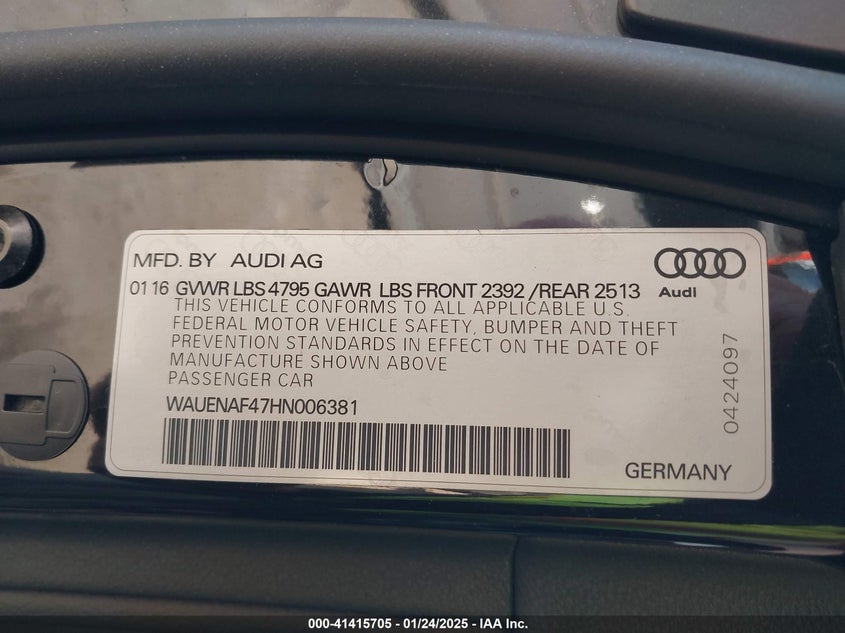 MFD. BY AUDI AG
Audi
01 16 GVWR LBS 4795 GAWR LBS FRONT 2392 /REAR 2513
THIS VEHICLE CONFORMS TO ALL APPLICABLE U.S.
FEDERAL MOTOR VEHICLE SAFETY, BUMPER AND THEFT
PREVENTION STANDARDS IN EFFECT ON THE DATE OF
MANUFACTURE SHOWN ABOVE
PASSENGER CAR
WAUENAF47HN006381
0424097
GERMANY
000-41415705 - 01/24/2025 - IAA Inc.